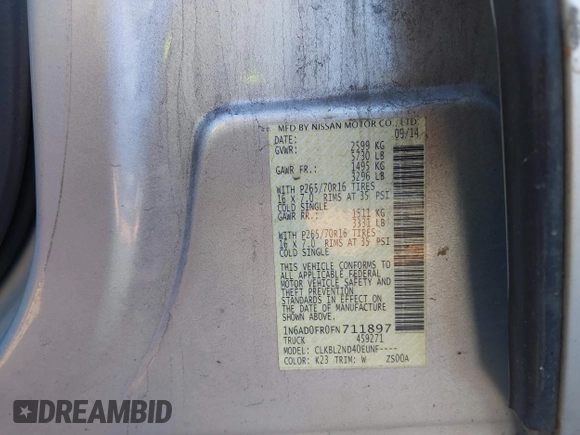 MFD BY NISSAN MOTOR CO., LTD.
DATE: 09/14
GVWR: 2599 KG
5730 LB
GAWR FR.: 1495 KG
3296 LB
WITH P265/70R16 TIRES
16 X 7.0 RIMS AT 35 PSI
COLD SINGLE
GAWR RR.: 1511 KG
3331 LB
WITH P265/70R16 TIRES
16 X 7.0 RIMS AT 35 PSI
COLD SINGLE
THIS VEHICLE CONFORMS TO
ALL APPLICABLE FEDERAL
MOTOR VEHICLE SAFETY AND
THEFT PREVENTION
STANDARDS IN EFFECT ON
THE DATE OF MANUFACTURE
SHOWN ABOVE.
1N6AD0FR0FN711897
TRUCK 459271
MODEL: CLKBL2ND40EUNF----
COLOR: K23 TRIM: W ZS00A
DREAMBID